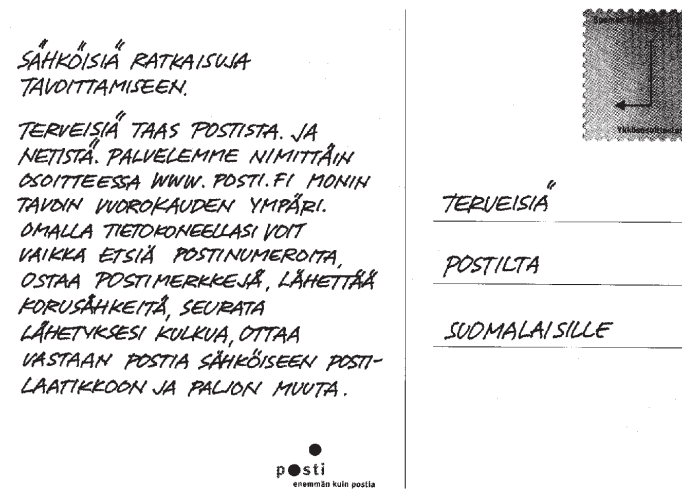 SÄHKÖISIÄ RATKAISUJA
TAVOITTAMISEEN.
TERVEISIÄ TAAS POSTISTA. JA
NETISTÄ. PALVELEMME NIMITTÄIN
OSOITTEESSA WWW.POSTI.FI MONIN
TAVOIN VUOROKAUDEN YMPÄRI.
OMALLA TIETOKONEELLASI VOIT
VAIKKA ETSIÄ POSTINUMEROITA,
OSTAA POSTIMERKKEJÄ, LÄHETTÄÄ
KORUSÄHKEITÄ, SEURATA
LÄHETYKSESI KULKUA, OTTAA
VASTAAN POSTIA SÄHKÖISEEN POSTI-
LAATIKKOON JA PALJON MUUTA.
posti
enemmän kuin postia
TERVEISIÄ
POSTILTA
SUOMALAISILLE